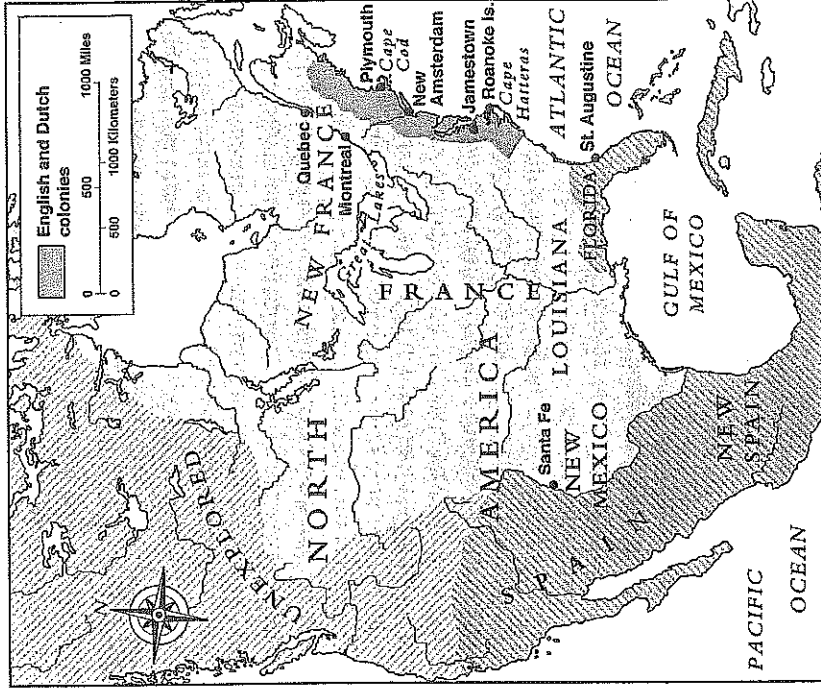 English and Dutch
colonies
0 500 1000 Miles
0 500 1000 Kilometers
UNEXPLORED
NORTH
AMERICA
NEW FRANCE
Quebec
Montreal
Great Lakes
FRANCE
LOUISIANA
Plymouth
Cape
Cod
New
Amsterdam
Jamestown
Roanoke Is.
Cape
Hatteras
ATLANTIC
OCEAN
St. Augustine
FLORIDA
GULF OF
MEXICO
Santa Fe
NEW
MEXICO
SPAIN
NEW
SPAIN
PACIFIC
OCEAN